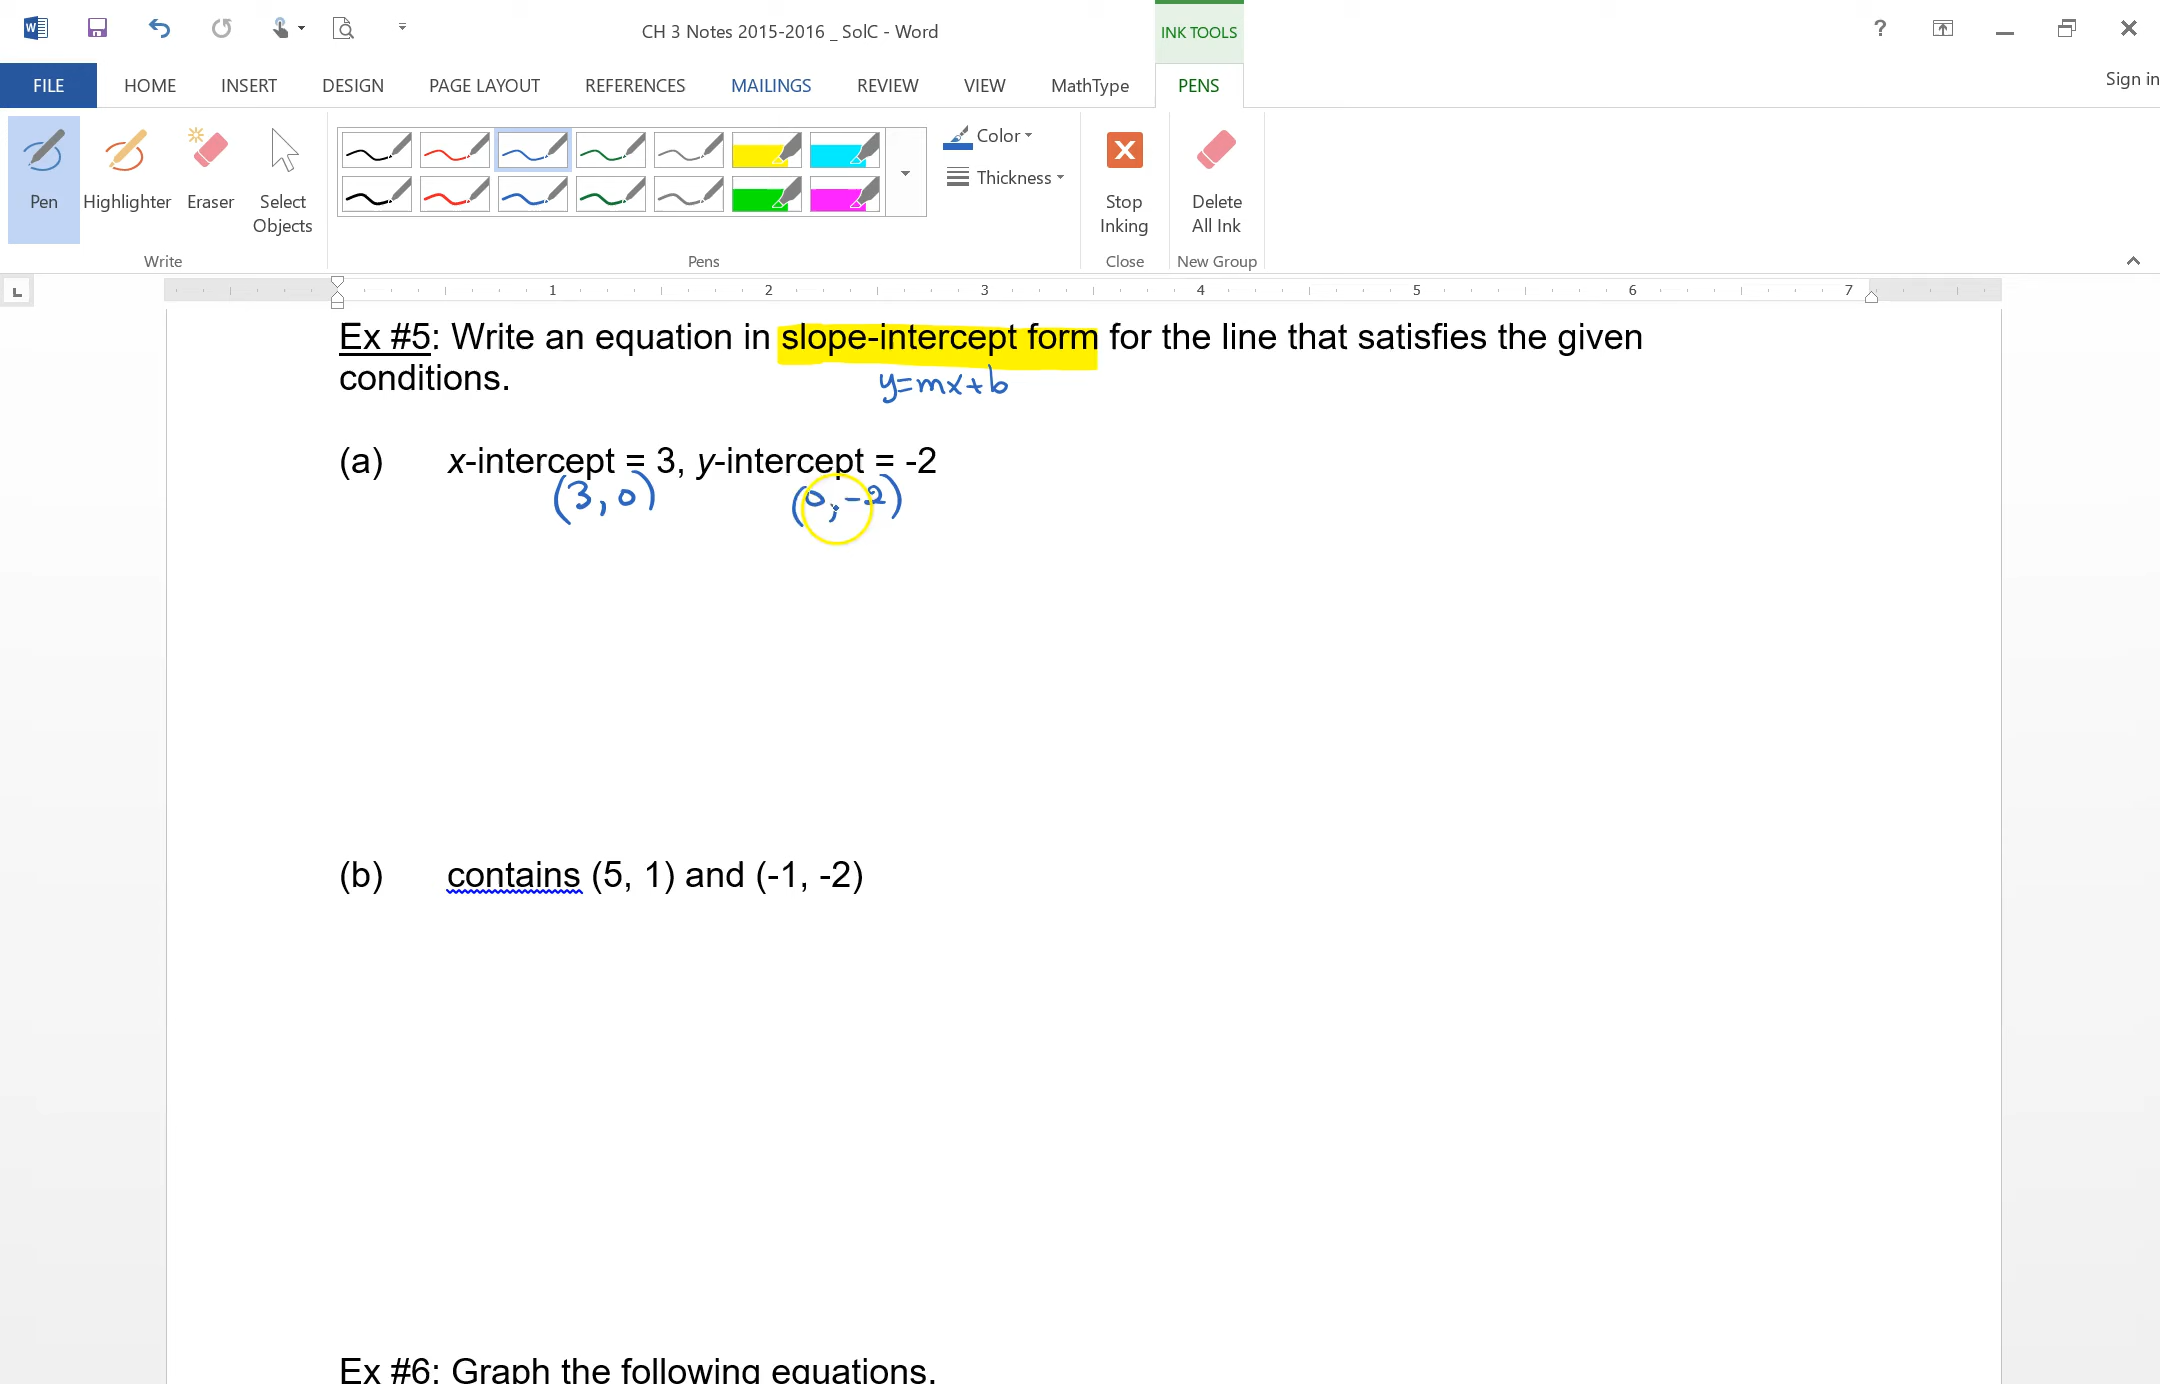 CH 3 Notes 2015-2016 _ SolC - Word
INK TOOLS
?
Sign in
FILE HOME INSERT DESIGN PAGE LAYOUT REFERENCES MAILINGS REVIEW VIEW MathType PENS
Pen
Highlighter
Eraser
Select
Objects
Write
Color
Thickness
Pens
Stop
Inking
Close
Delete
All Ink
New Group
L 1 2 3 4 5 6 7
Ex #5: Write an equation in slope-intercept form for the line that satisfies the given
conditions.
y=mx+b
(a) x-intercept = 3, y-intercept = -2
(3, 0) (0, -2)
(b) contains (5, 1) and (-1, -2)
Ex #6: Graph the following equations.